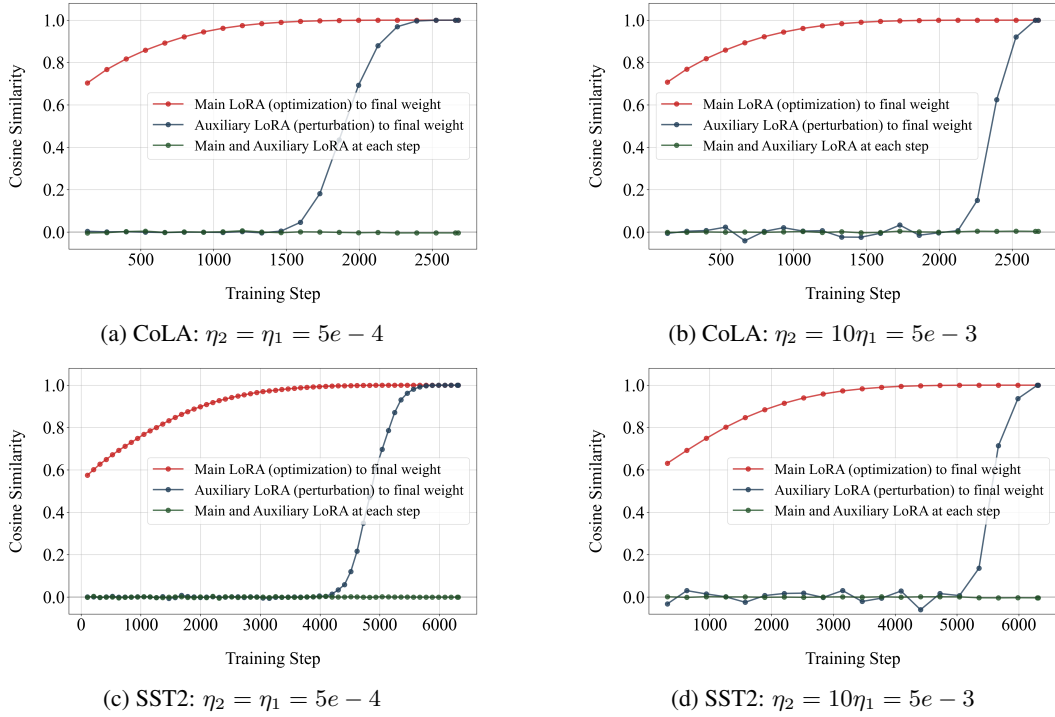 1.0
0.8
0.6
0.4
0.2
0.0
Cosine Similarity
Main LoRA (optimization) to final weight
Auxiliary LoRA (perturbation) to final weight
Main and Auxiliary LoRA at each step
500 1000 1500 2000 2500
Training Step
(a) CoLA: η₂ = η₁ = 5e − 4
1.0
0.8
0.6
0.4
0.2
0.0
Cosine Similarity
Main LoRA (optimization) to final weight
Auxiliary LoRA (perturbation) to final weight
Main and Auxiliary LoRA at each step
500 1000 1500 2000 2500
Training Step
(b) CoLA: η₂ = 10η₁ = 5e − 3
1.0
0.8
0.6
0.4
0.2
0.0
Cosine Similarity
Main LoRA (optimization) to final weight
Auxiliary LoRA (perturbation) to final weight
Main and Auxiliary LoRA at each step
0 1000 2000 3000 4000 5000 6000
Training Step
(c) SST2: η₂ = η₁ = 5e − 4
1.0
0.8
0.6
0.4
0.2
0.0
Cosine Similarity
Main LoRA (optimization) to final weight
Auxiliary LoRA (perturbation) to final weight
Main and Auxiliary LoRA at each step
1000 2000 3000 4000 5000 6000
Training Step
(d) SST2: η₂ = 10η₁ = 5e − 3